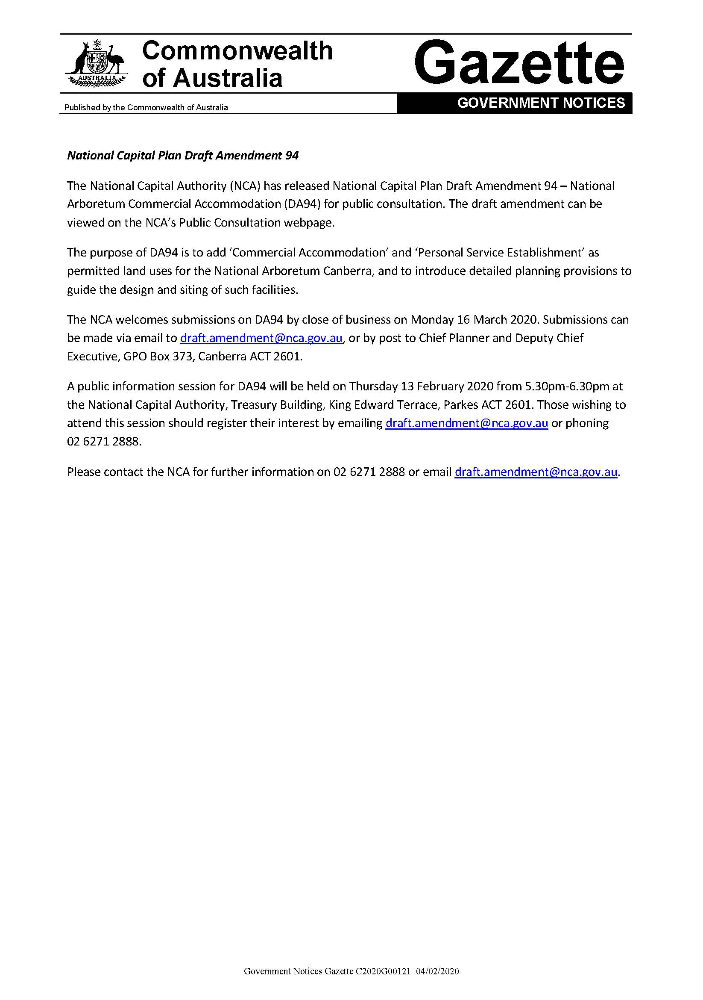 Commonwealth
of Australia
Gazette
AUSTRALIA
Published by the Commonwealth of Australia
GOVERNMENT NOTICES
National Capital Plan Draft Amendment 94
The National Capital Authority (NCA) has released National Capital Plan Draft Amendment 94 – National
Arboretum Commercial Accommodation (DA94) for public consultation. The draft amendment can be
viewed on the NCA’s Public Consultation webpage.
The purpose of DA94 is to add ‘Commercial Accommodation’ and ‘Personal Service Establishment’ as
permitted land uses for the National Arboretum Canberra, and to introduce detailed planning provisions to
guide the design and siting of such facilities.
The NCA welcomes submissions on DA94 by close of business on Monday 16 March 2020. Submissions can
be made via email to draft.amendment@nca.gov.au, or by post to Chief Planner and Deputy Chief
Executive, GPO Box 373, Canberra ACT 2601.
A public information session for DA94 will be held on Thursday 13 February 2020 from 5.30pm-6.30pm at
the National Capital Authority, Treasury Building, King Edward Terrace, Parkes ACT 2601. Those wishing to
attend this session should register their interest by emailing draft.amendment@nca.gov.au or phoning
02 6271 2888.
Please contact the NCA for further information on 02 6271 2888 or email draft.amendment@nca.gov.au.
Government Notices Gazette C2020G00121 04/02/2020